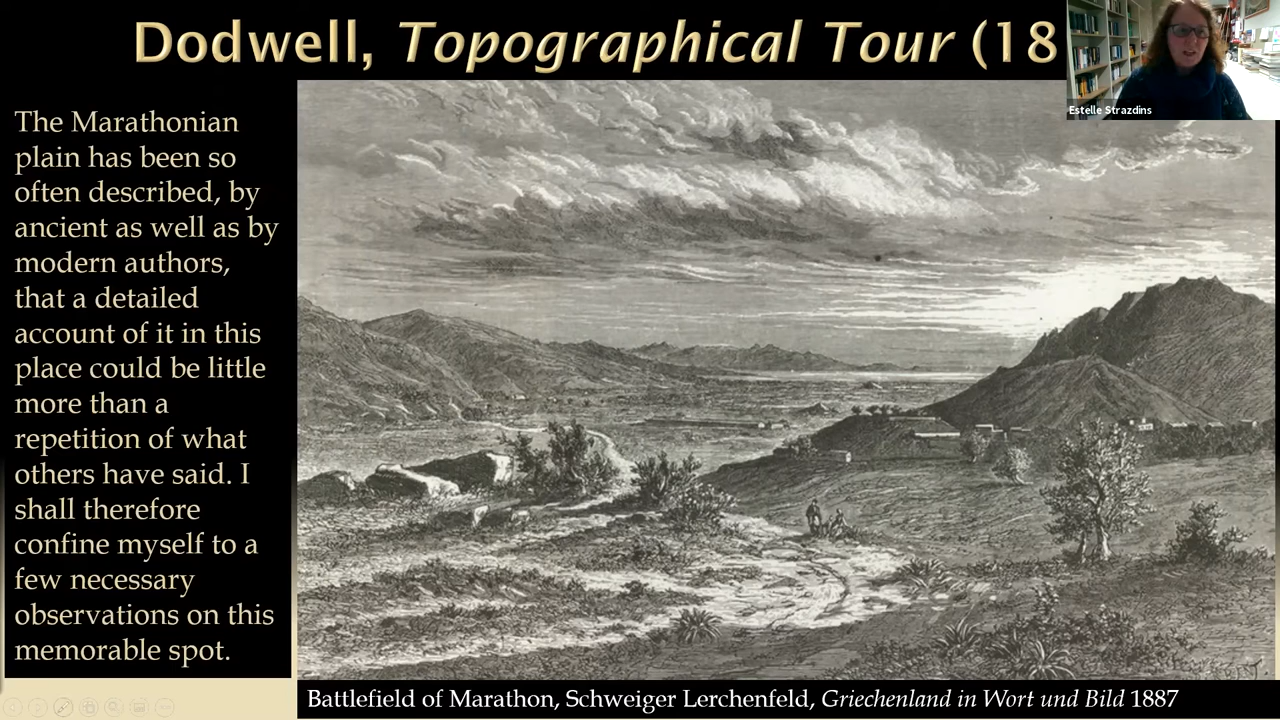 Dodwell, Topographical Tour (18
Estelle Strazdins
The Marathonian
plain has been so
often described, by
ancient as well as by
modern authors,
that a detailed
account of it in this
place could be little
more than a
repetition of what
others have said. I
shall therefore
confine myself to a
few necessary
observations on this
memorable spot.
Battlefield of Marathon, Schweiger Lerchenfeld, Griechenland in Wort und Bild 1887